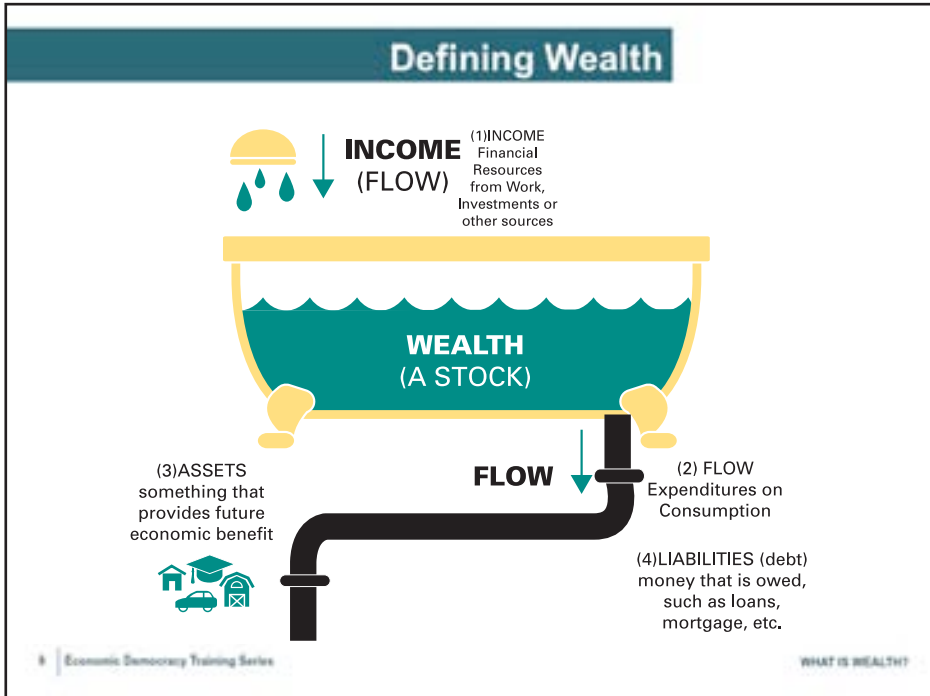 Defining Wealth
INCOME
(FLOW)
(1)INCOME
Financial
Resources
from Work,
Investments or
other sources
WEALTH
(A STOCK)
FLOW
(2) FLOW
Expenditures on
Consumption
(3)ASSETS
something that
provides future
economic benefit
(4)LIABILITIES (debt)
money that is owed,
such as loans,
mortgage, etc.
Economic Democracy Training Series
WHAT IS WEALTH?